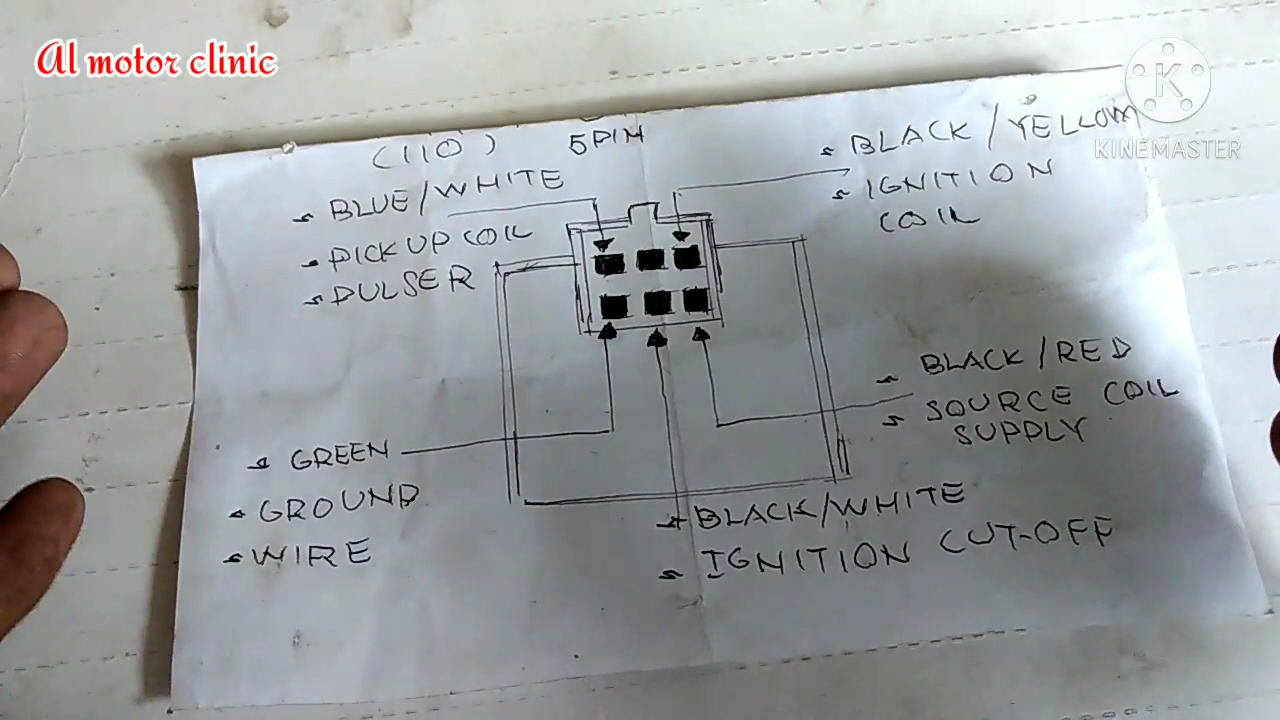 Al motor clinic
KINEMASTER
(110) 5PIN
BLUE/WHITE
PICKUP COIL
PULSER
BLACK/YELLOW
IGNITION
COIL
BLACK/RED
SOURCE COIL
SUPPLY
GREEN
GROUND
WIRE
BLACK/WHITE
IGNITION CUT-OFF